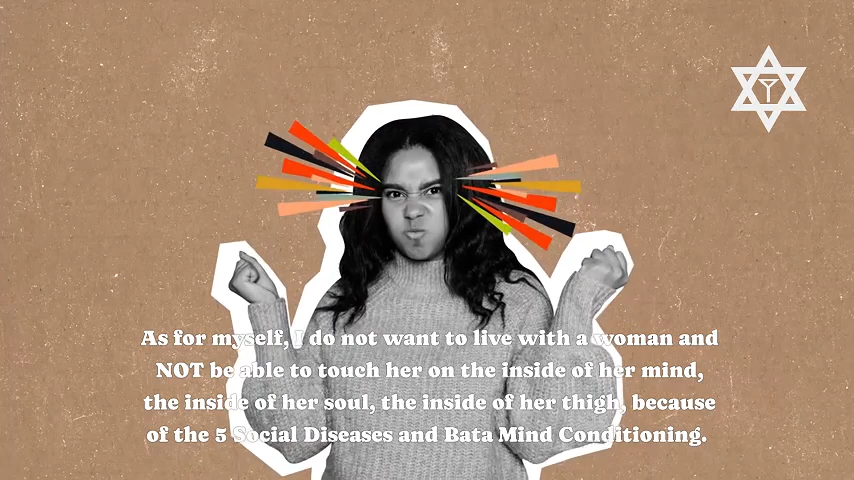 As for myself, I do not want to live with a woman and
NOT be able to touch her on the inside of her mind,
the inside of her soul, the inside of her thigh, because
of the 5 Social Diseases and Bata Mind Conditioning.